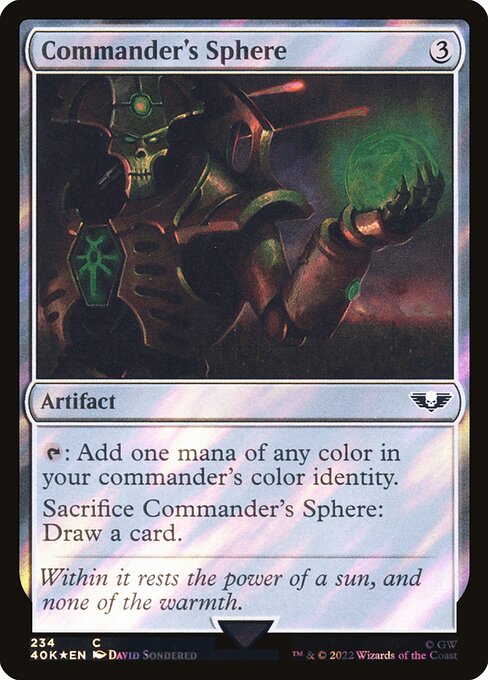 Commander's Sphere 3
Artifact
: Add one mana of any color in
your commander's color identity.
Sacrifice Commander's Sphere:
Draw a card.
Within it rests the power of a sun, and
none of the warmth.
234 C © GW
40K★EN David Sondered ™ & © 2022 Wizards of the Coast